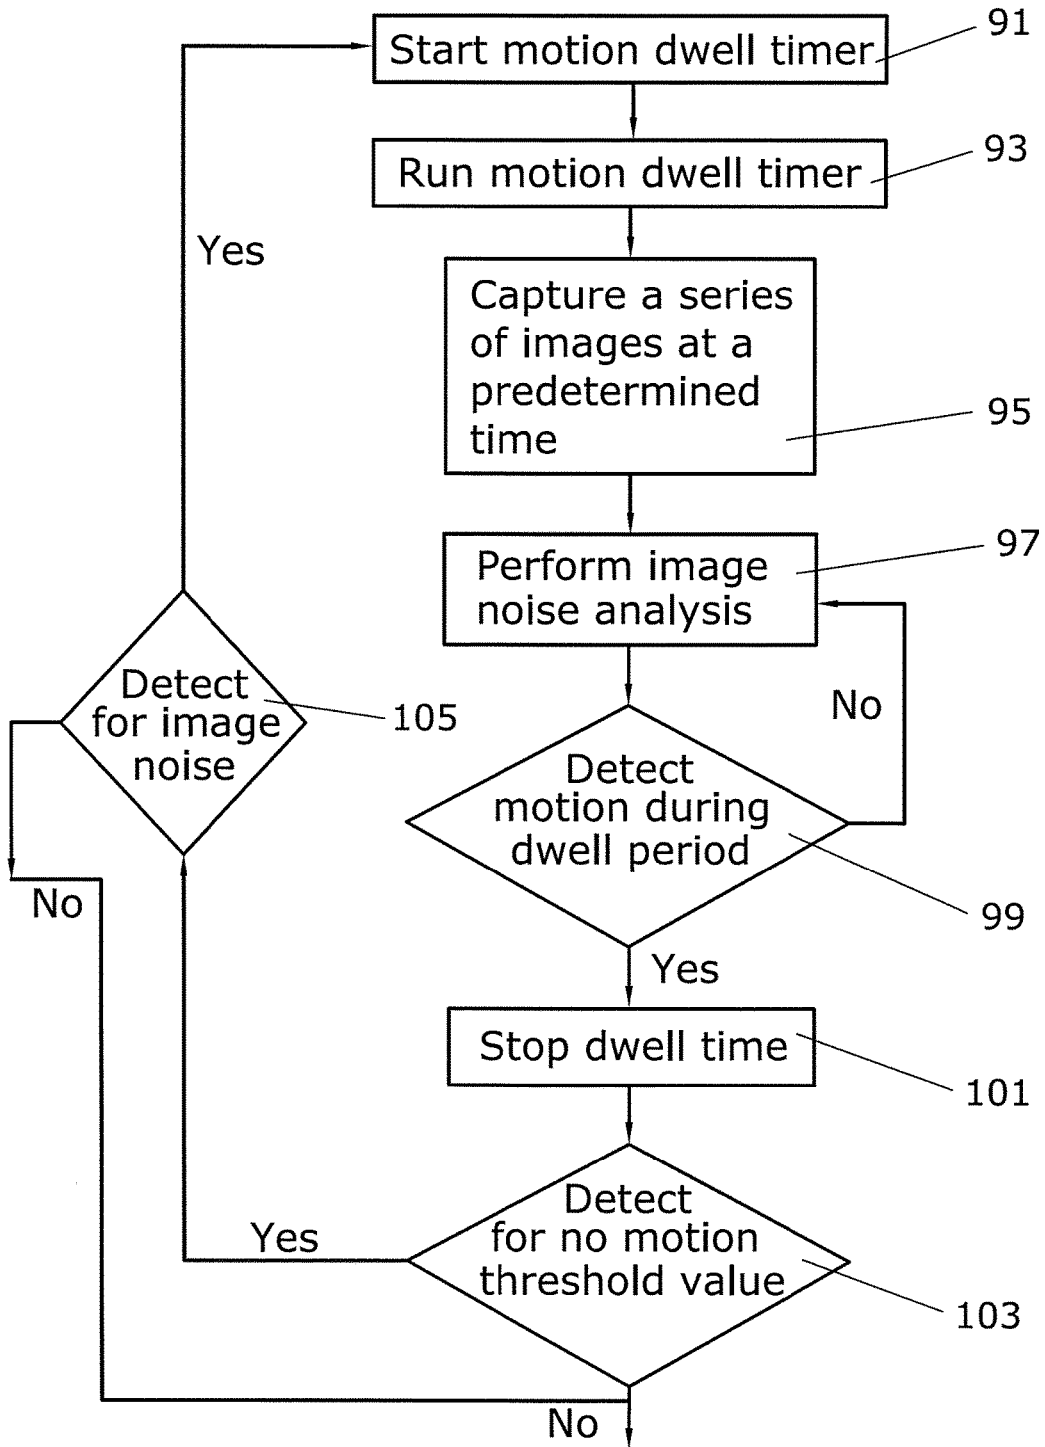 Start motion dwell timer
91
Run motion dwell timer
93
Yes
Capture a series
of images at a
predetermined
time
95
Perform image
noise analysis
97
No
Detect
for image
noise
105
Detect
motion during
dwell period
99
No
Yes
Stop dwell time
101
Detect
for no motion
threshold value
103
Yes
No